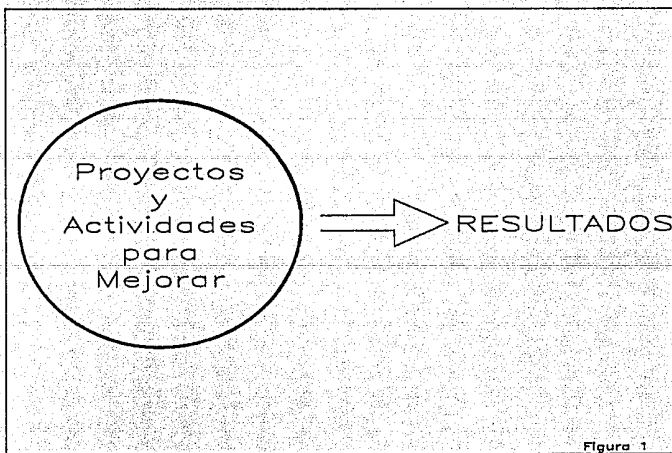 Proyectos
y
Actividades
para
Mejorar
RESULTADOS
Figura 1